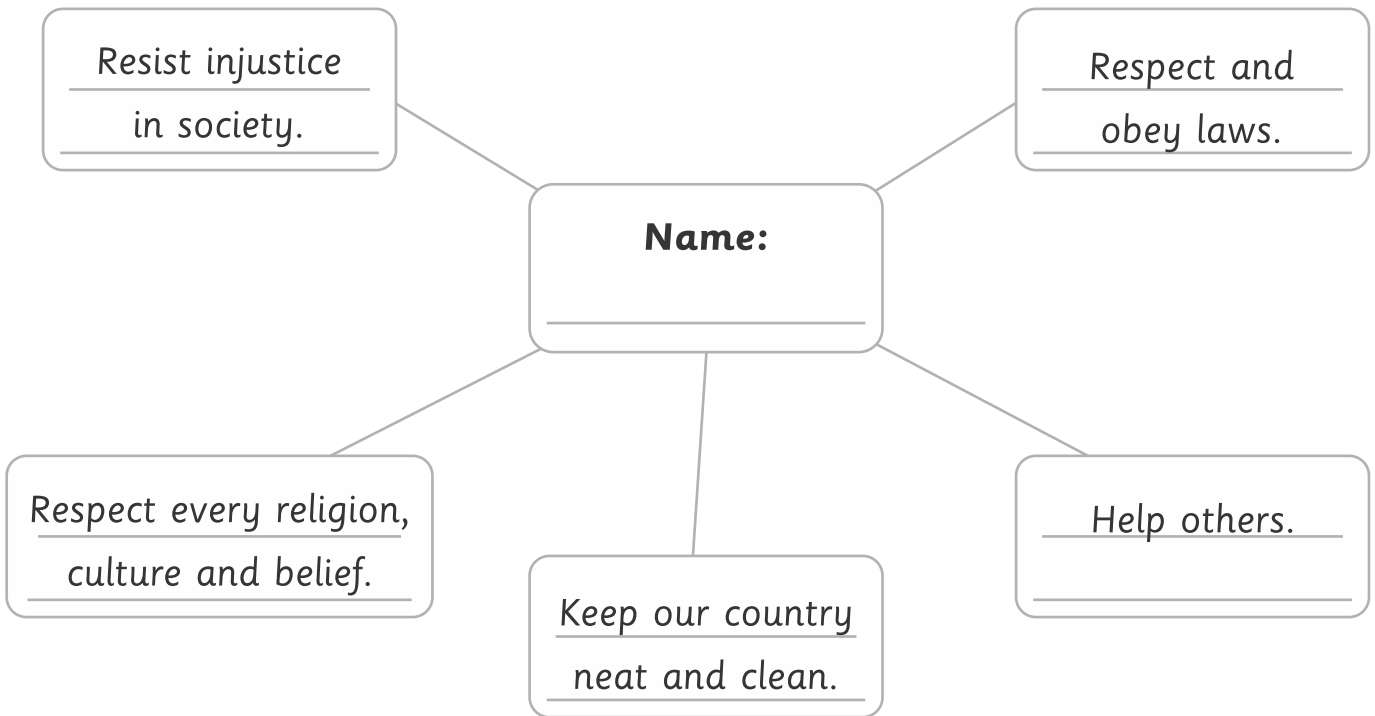 Resist injustice
in society.
Respect and
obey laws.
Name:
Respect every religion,
culture and belief.
Keep our country
neat and clean.
Help others.